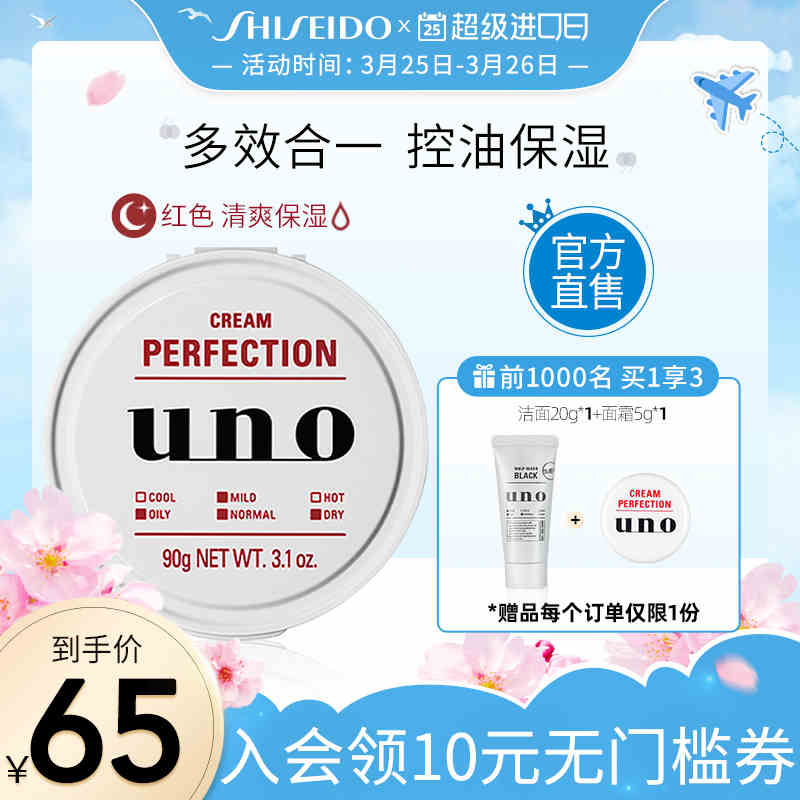 SHISEIDO × 25 超级进口日
活动时间：3月25日-3月26日
多效合一 控油保湿
红色 清爽保湿
官方
直售
CREAM
PERFECTION
uno
COOL MILD HOT
OILY NORMAL DRY
90g NET WT. 3.1 oz.
前1000名 买1享3
洁面20g*1+面霜5g*1
WHIP WASH
BLACK
uno
+
CREAM
PERFECTION
uno
*赠品每个订单仅限1份
到手价
¥65
入会领10元无门槛券